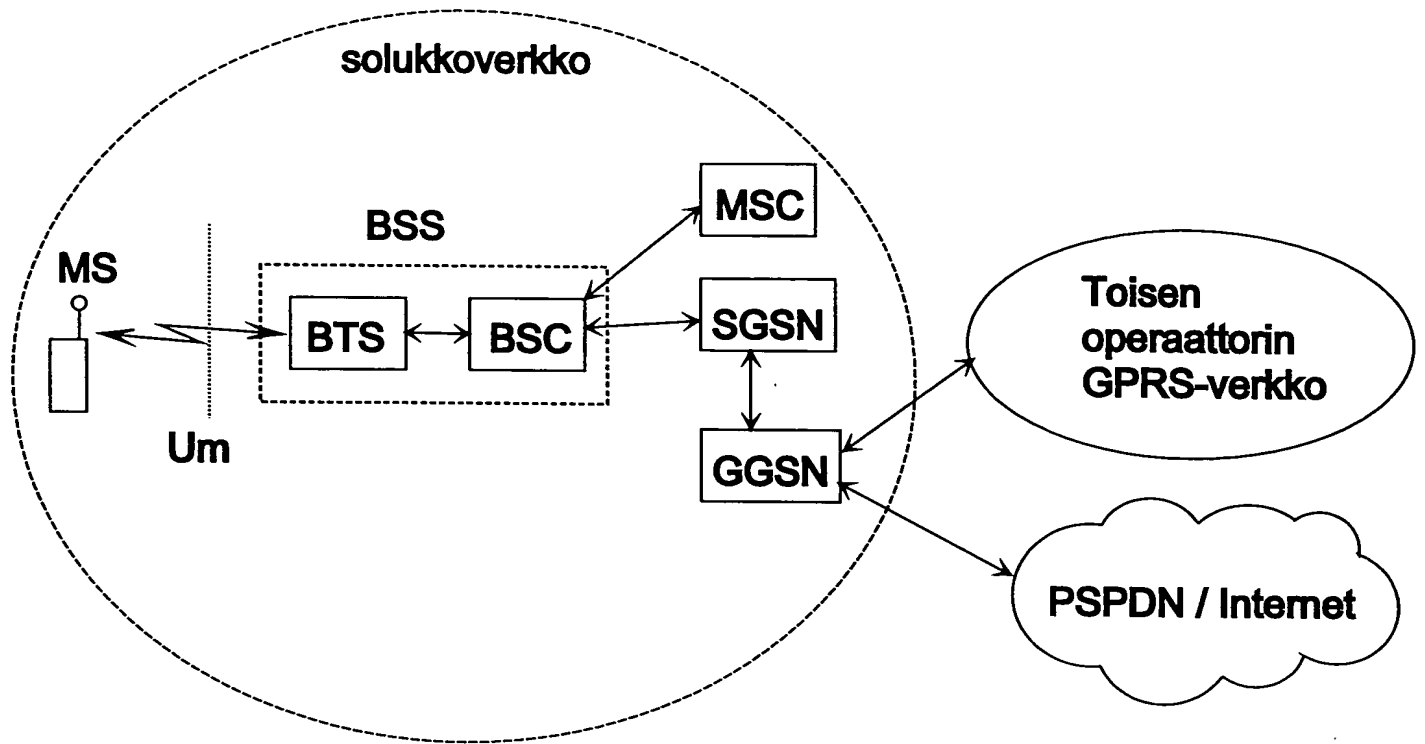 solukkoverkko
MSC
BSS
MS
BTS
BSC
SGSN
Um
GGSN
Toisen
operaattorin
GPRS-verkko
PSPDN / Internet